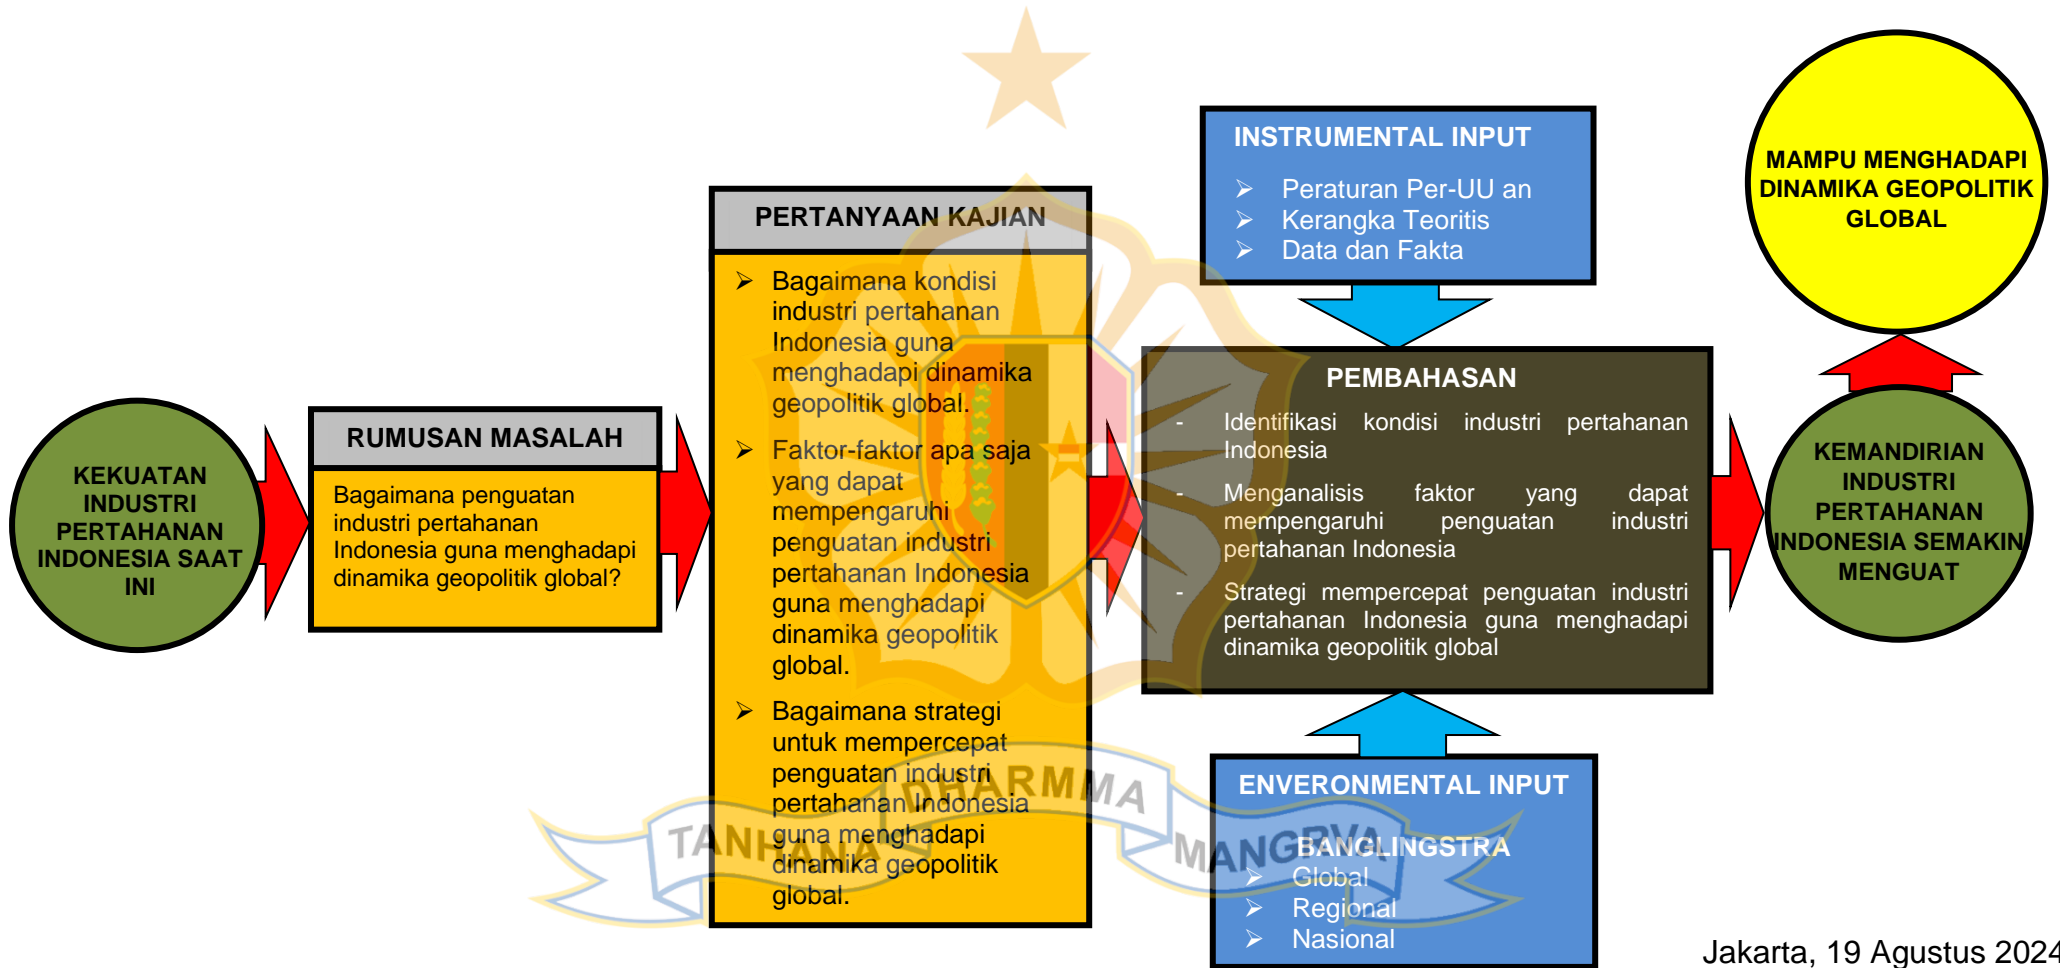 KEKUATAN
INDUSTRI
PERTAHANAN
INDONESIA SAAT
INI
RUMUSAN MASALAH
Bagaimana penguatan
industri pertahanan
Indonesia guna menghadapi
dinamika geopolitik global?
PERTANYAAN KAJIAN
➢ Bagaimana kondisi
industri pertahanan
Indonesia guna
menghadapi dinamika
geopolitik global.
➢ Faktor-faktor apa saja
yang dapat
mempengaruhi
penguatan industri
pertahanan Indonesia
guna menghadapi
dinamika geopolitik
global.
➢ Bagaimana strategi
untuk mempercepat
penguatan industri
pertahanan Indonesia
guna menghadapi
dinamika geopolitik
global.
INSTRUMENTAL INPUT
➢ Peraturan Per-UU an
➢ Kerangka Teoritis
➢ Data dan Fakta
PEMBAHASAN
- Identifikasi kondisi industri pertahanan
Indonesia
- Menganalisis faktor yang dapat
mempengaruhi penguatan industri
pertahanan Indonesia
- Strategi mempercepat penguatan industri
pertahanan Indonesia guna menghadapi
dinamika geopolitik global
ENVERONMENTAL INPUT
BANGLINGSTRA
➢ Global
➢ Regional
➢ Nasional
MAMPU MENGHADAPI
DINAMIKA GEOPOLITIK
GLOBAL
KEMANDIRIAN
INDUSTRI
PERTAHANAN
INDONESIA SEMAKIN
MENGUAT
TANHANA DHARMMA MANGRVA
Jakarta, 19 Agustus 2024